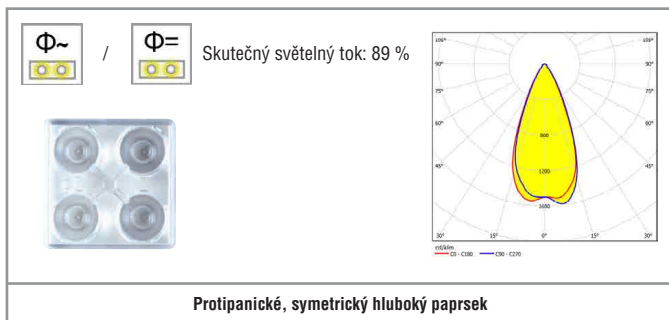 Φ~ / Φ= Skutečný světelný tok: 89 %
105° 105°
90° 90°
75° 75°
60° 60°
800
45° 45°
1200
1600
30° 15° 0° 15° 30°
cd/klm
C0 - C180 C90 - C270
Protipanické, symetrický hluboký paprsek